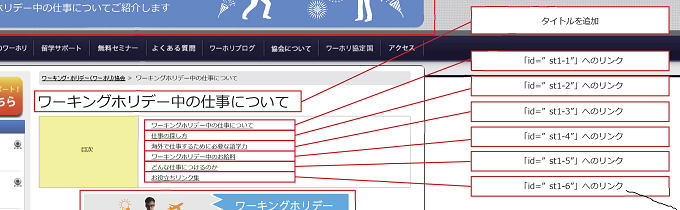 ホリデー中の仕事についてご紹介します
タイトルを追加
のワーホリ 留学サポート 無料セミナー よくある質問 ワーホリブログ 協会について ワーホリ協定国 アクセス
「id=" st1-1"」へのリンク
ワーキング・ホリデー(ワーホリ)協会 > ワーキングホリデー中の仕事について
「id=" st1-2"」へのリンク
ワーキングホリデー中の仕事について
「id=" st1-3"」へのリンク
目次
ワーキングホリデー中の仕事について
仕事の探し方
海外で仕事するために必要な語学力
ワーキングホリデー中のお給料
どんな仕事につけるのか
お役立ちリンク集
「id=" st1-4"」へのリンク
「id=" st1-5"」へのリンク
「id=" st1-6"」へのリンク
ポート!
ちら
ワーキングホリデー